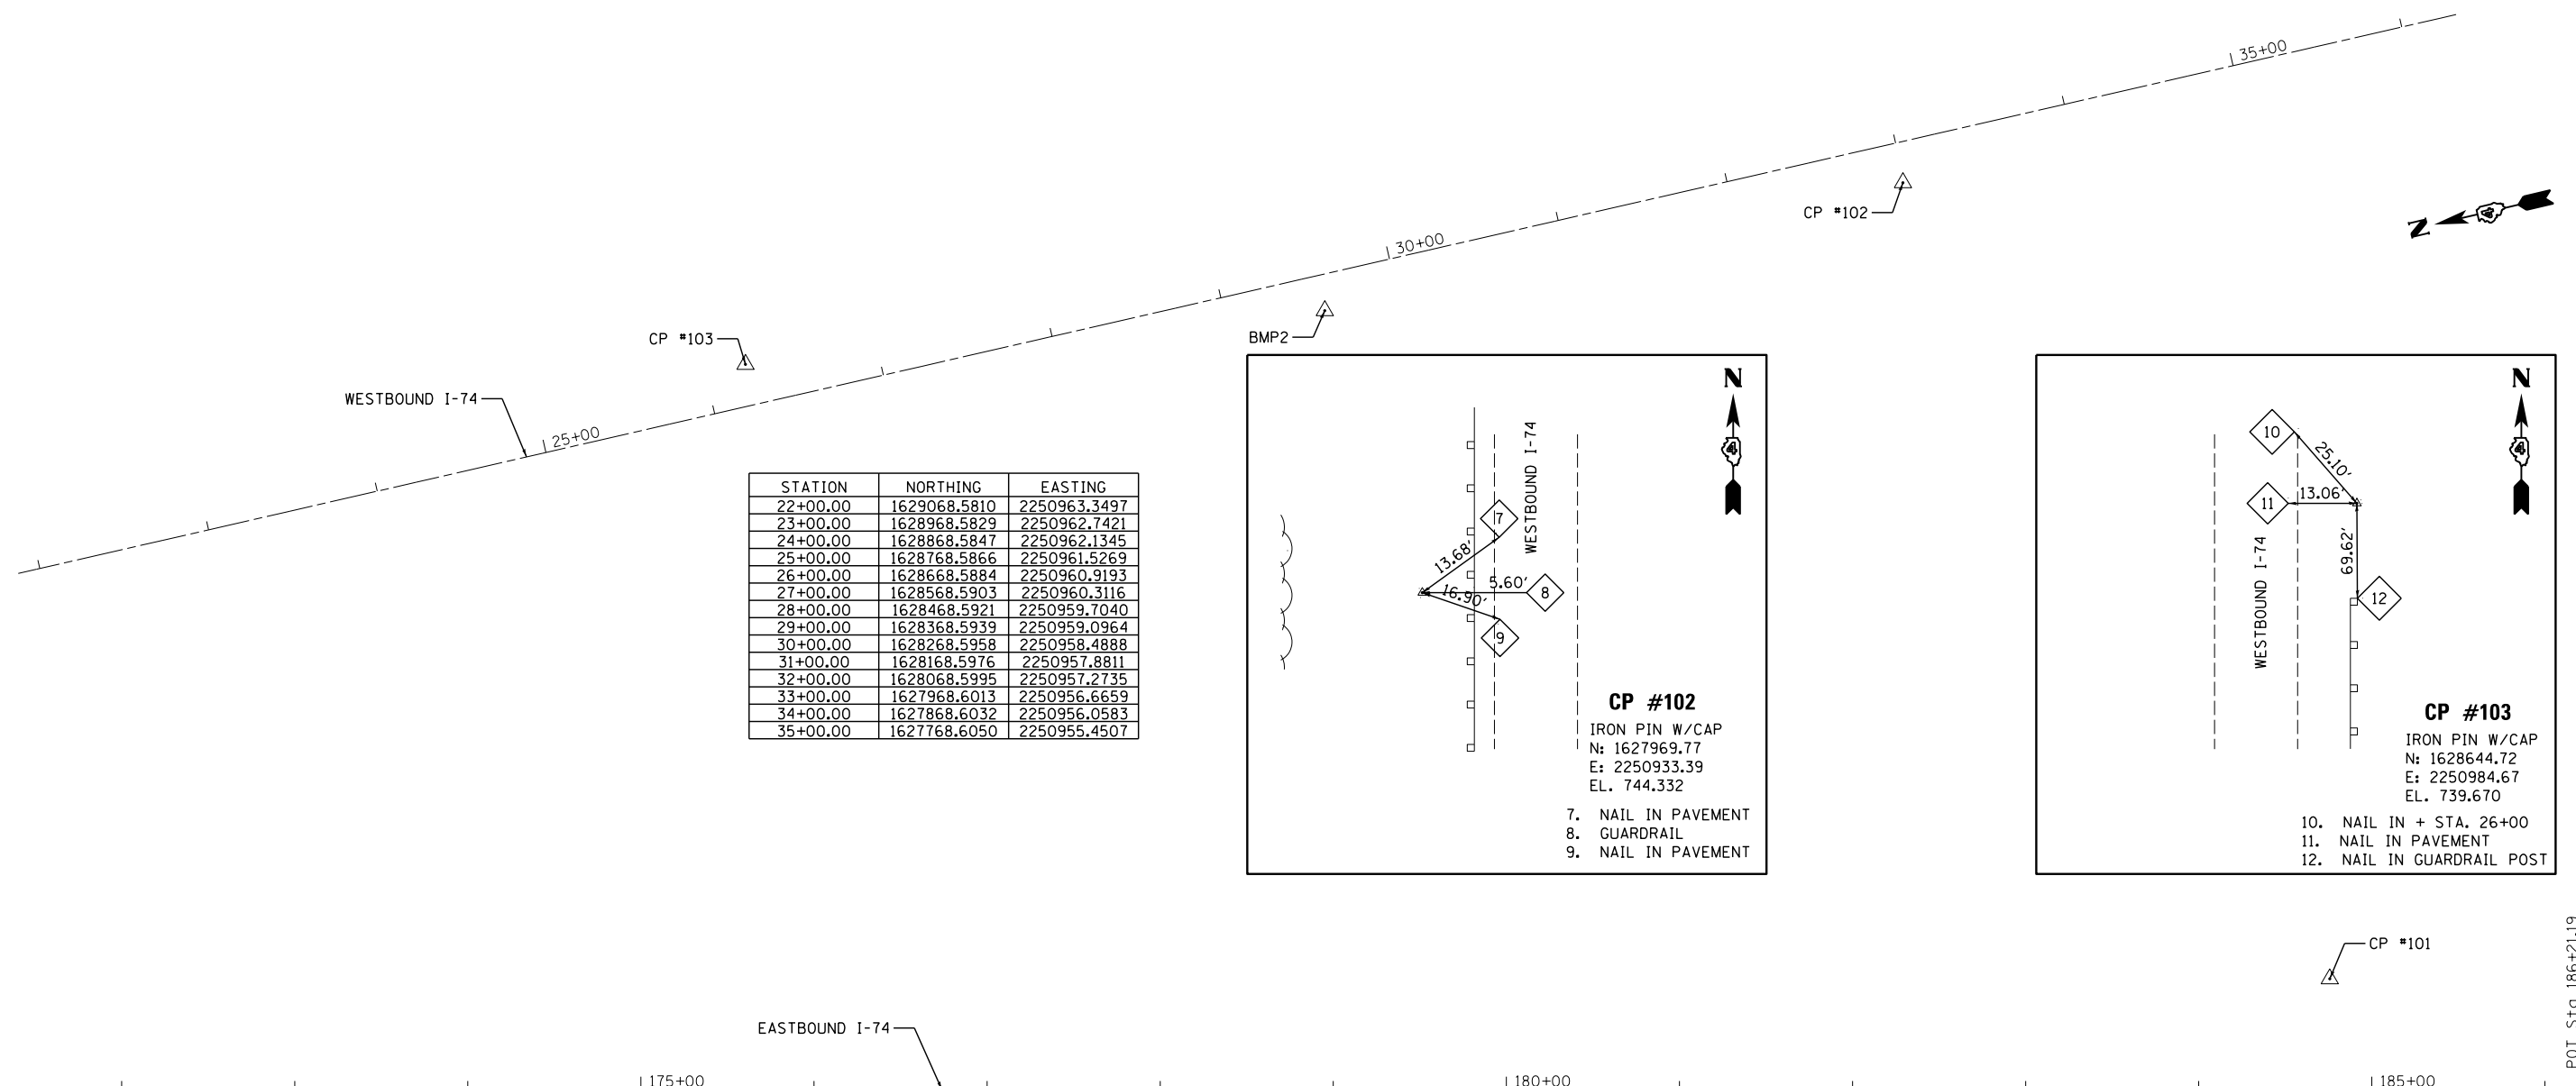 35+00
CP #102
N
4
30+00
BMP2
CP #103
WESTBOUND I-74
25+00
STATION NORTHING EASTING
22+00.00 1629068.5810 2250963.3497
23+00.00 1628968.5829 2250962.7421
24+00.00 1628868.5847 2250962.1345
25+00.00 1628768.5866 2250961.5269
26+00.00 1628668.5884 2250960.9193
27+00.00 1628568.5903 2250960.3116
28+00.00 1628468.5921 2250959.7040
29+00.00 1628368.5939 2250959.0964
30+00.00 1628268.5958 2250958.4888
31+00.00 1628168.5976 2250957.8811
32+00.00 1628068.5995 2250957.2735
33+00.00 1627968.6013 2250956.6659
34+00.00 1627868.6032 2250956.0583
35+00.00 1627768.6050 2250955.4507
N
4
WESTBOUND I-74
7
13.68'
5.60'
8
16.90'
9
CP #102
IRON PIN W/CAP
N: 1627969.77
E: 2250933.39
EL. 744.332
7. NAIL IN PAVEMENT
8. GUARDRAIL
9. NAIL IN PAVEMENT
N
4
10
25.10'
11
13.06'
69.62'
12
WESTBOUND I-74
CP #103
IRON PIN W/CAP
N: 1628644.72
E: 2250984.67
EL. 739.670
10. NAIL IN + STA. 26+00
11. NAIL IN PAVEMENT
12. NAIL IN GUARDRAIL POST
CP #101
POT Sta 186+21.19
EASTBOUND I-74
175+00
180+00
185+00